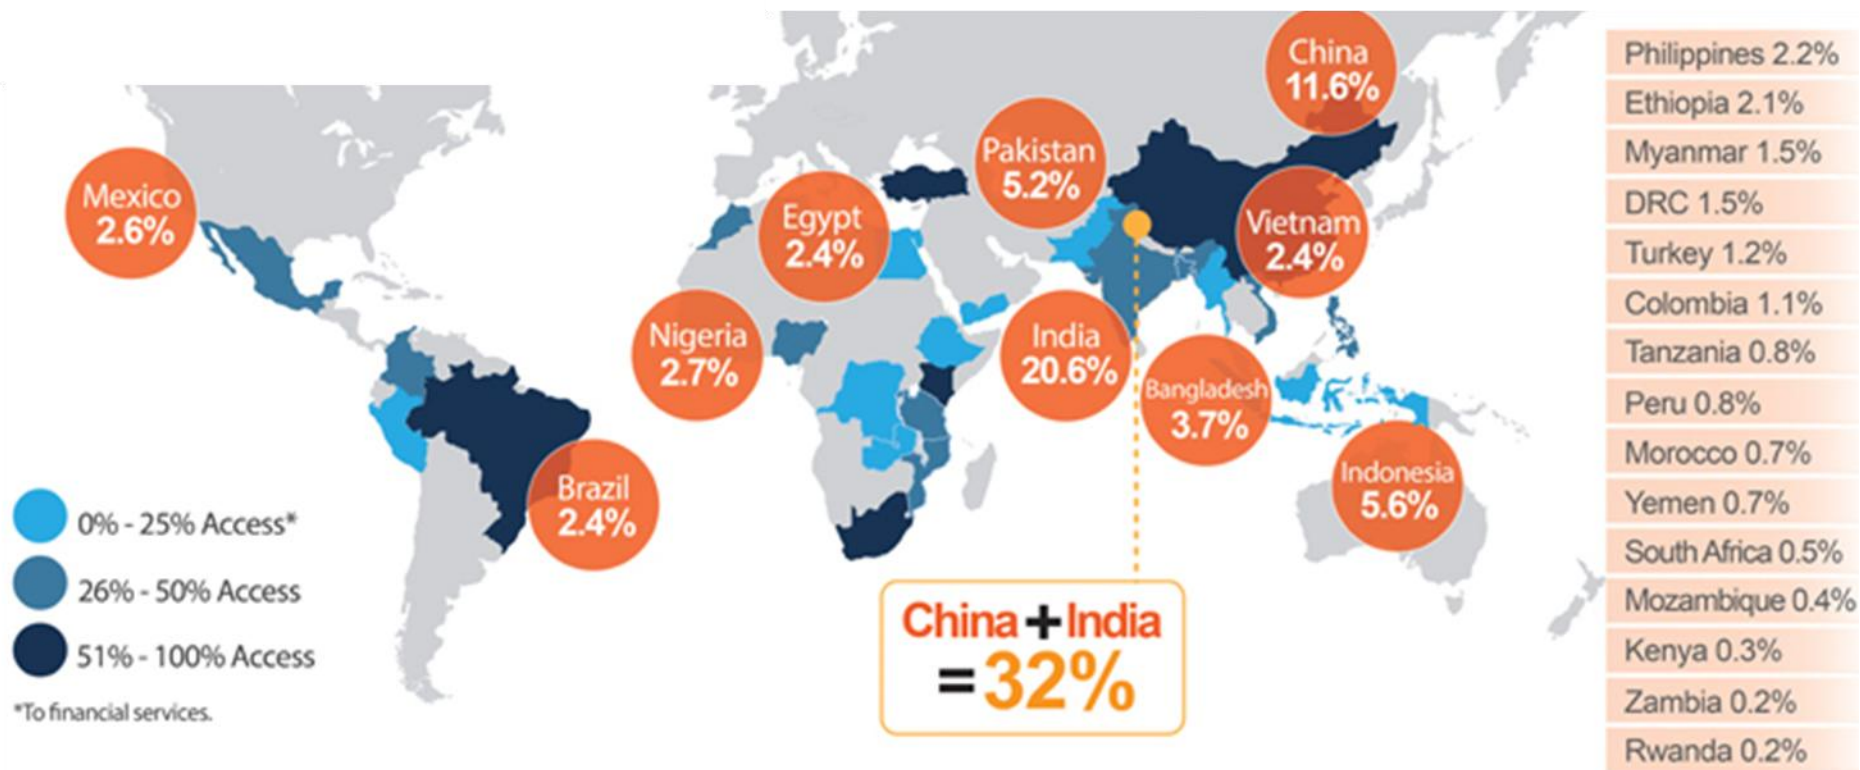 China
11.6%
Pakistan
5.2%
Mexico
2.6%
Egypt
2.4%
Vietnam
2.4%
Nigeria
2.7%
India
20.6%
Bangladesh
3.7%
Brazil
2.4%
Indonesia
5.6%
0% - 25% Access*
26% - 50% Access
51% - 100% Access
*To financial services.
China + India
= 32%
Philippines 2.2%
Ethiopia 2.1%
Myanmar 1.5%
DRC 1.5%
Turkey 1.2%
Colombia 1.1%
Tanzania 0.8%
Peru 0.8%
Morocco 0.7%
Yemen 0.7%
South Africa 0.5%
Mozambique 0.4%
Kenya 0.3%
Zambia 0.2%
Rwanda 0.2%